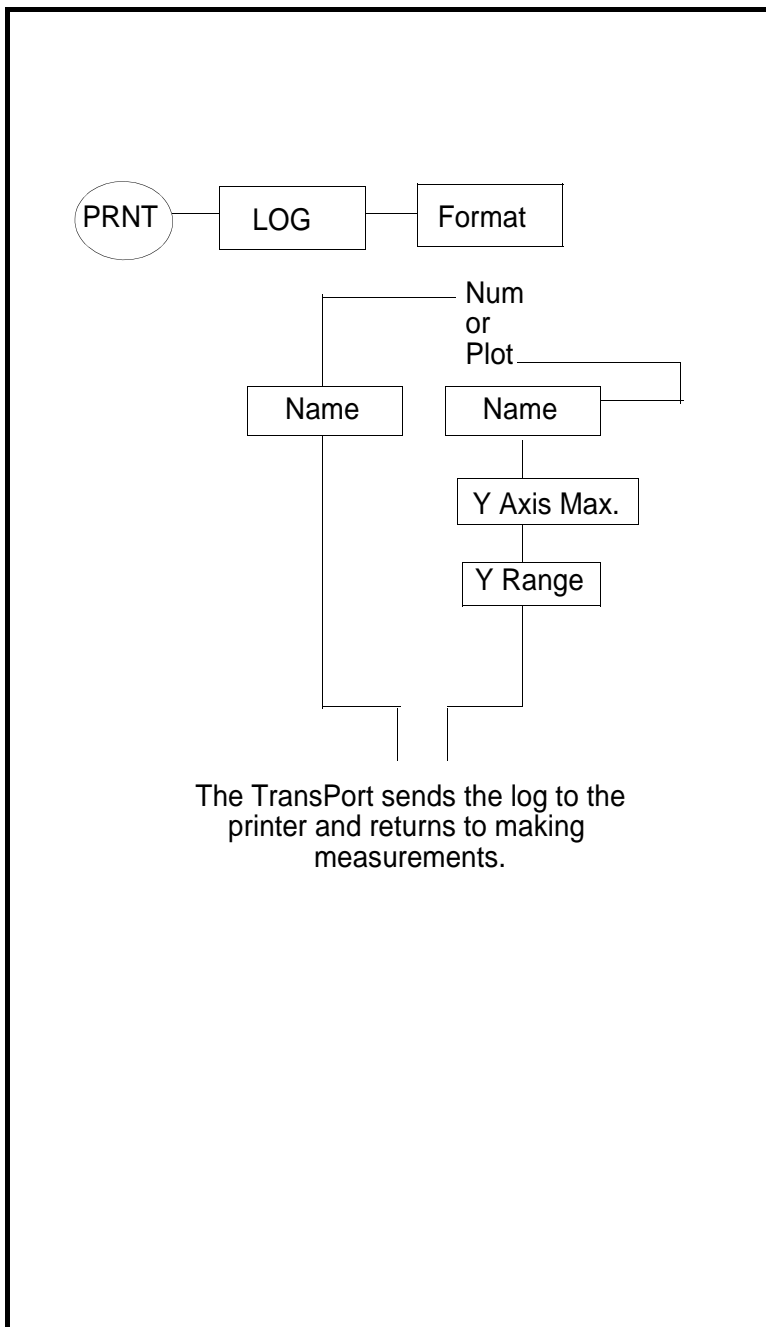 PRNT
LOG
Format
Num
or
Plot
Name
Name
Y Axis Max.
Y Range
The TransPort sends the log to the
printer and returns to making
measurements.